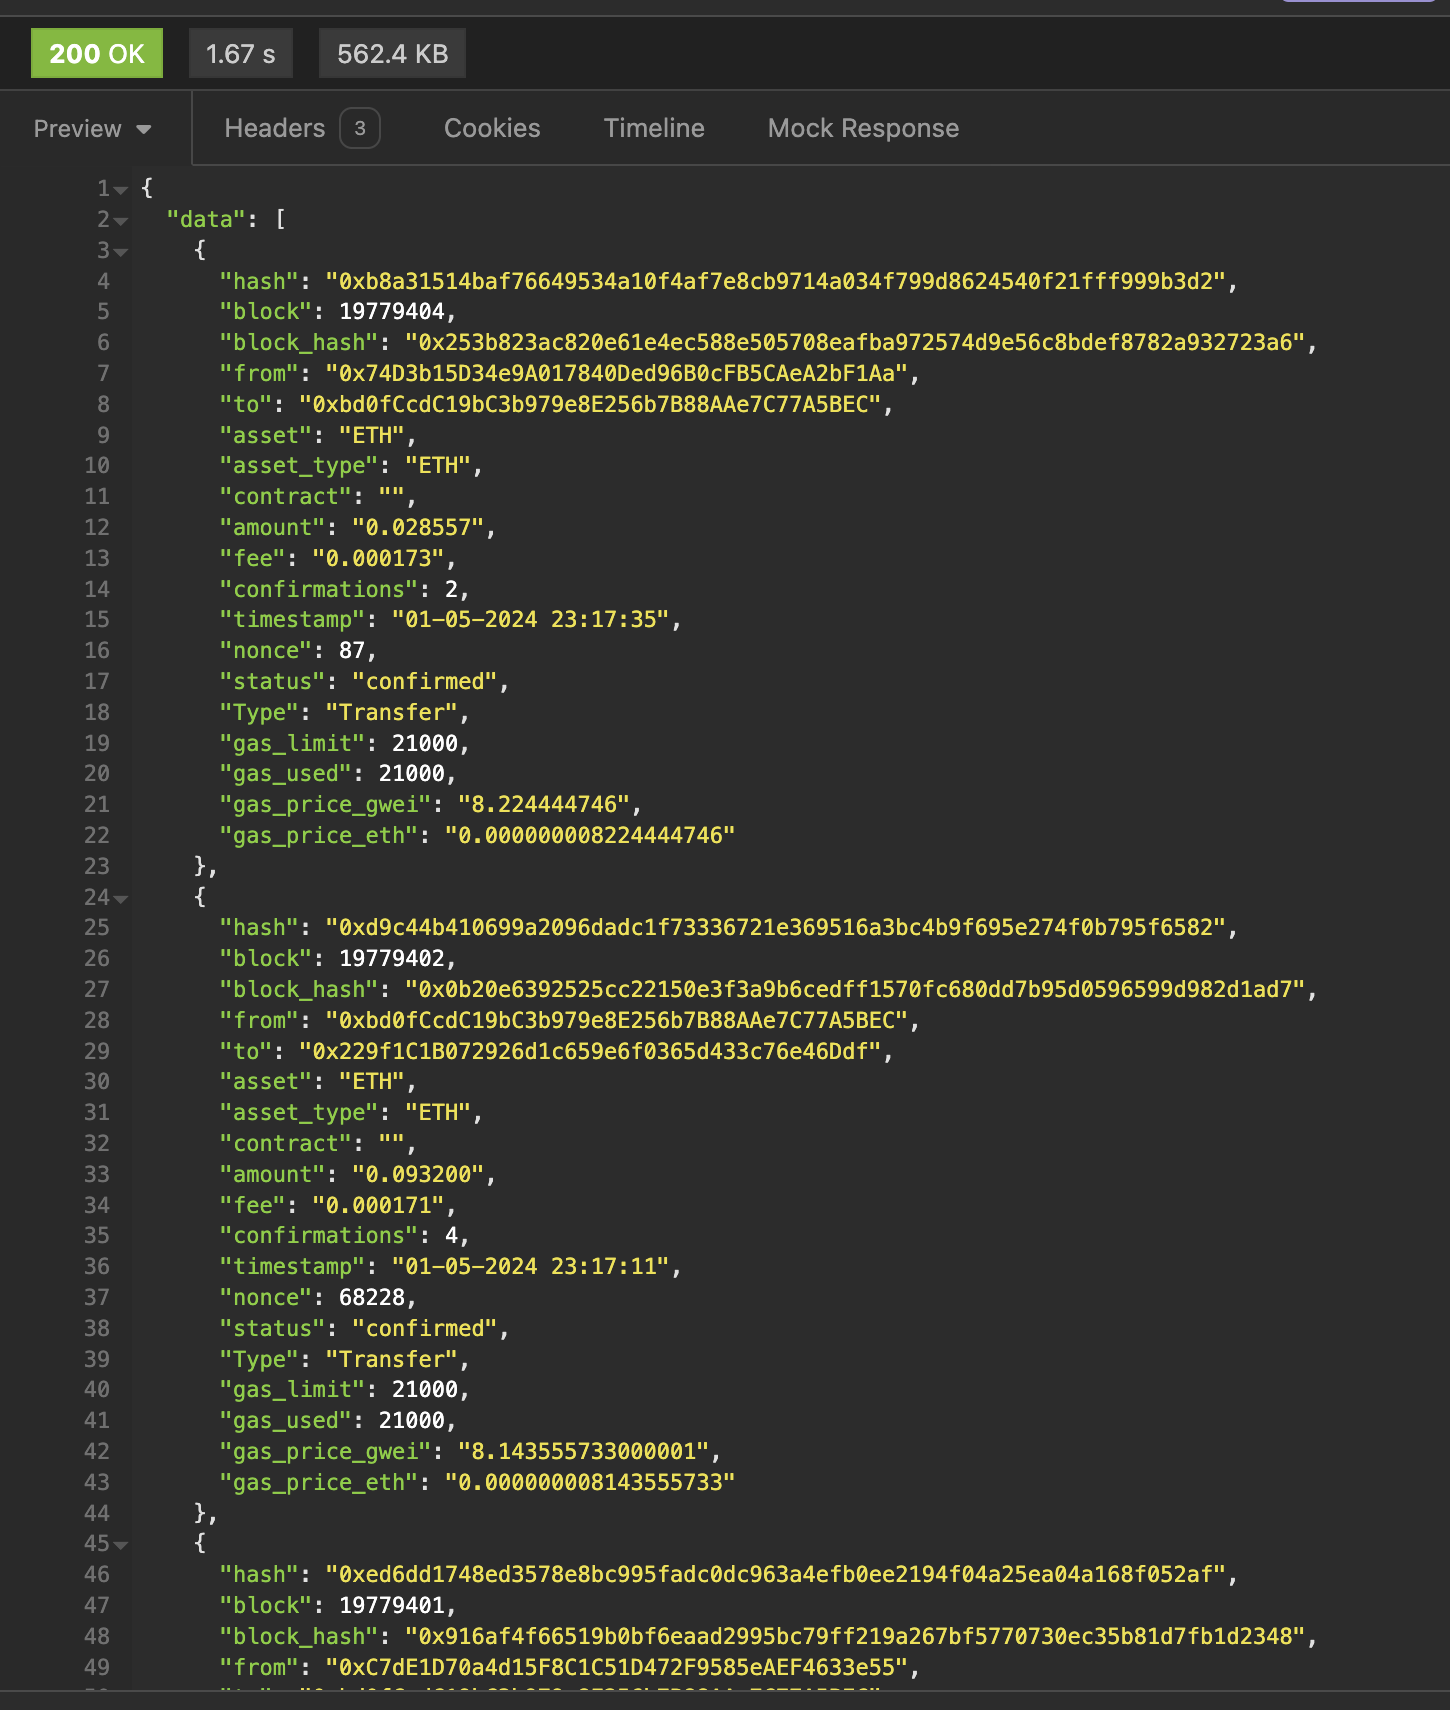 200 OK 1.67 s 562.4 KB
Preview Headers 3 Cookies Timeline Mock Response
1 {
2 "data": [
3 {
4 "hash": "0xb8a31514baf76649534a10f4af7e8cb9714a034f799d8624540f21fff999b3d2",
5 "block": 19779404,
6 "block_hash": "0x253b823ac820e61e4ec588e505708eafba972574d9e56c8bdef8782a932723a6",
7 "from": "0x74D3b15D34e9A017840Ded96B0cFB5CAeA2bF1Aa",
8 "to": "0xbd0fCcdC19bC3b979e8E256b7B88AAe7C77A5BEC",
9 "asset": "ETH",
10 "asset_type": "ETH",
11 "contract": "",
12 "amount": "0.028557",
13 "fee": "0.000173",
14 "confirmations": 2,
15 "timestamp": "01-05-2024 23:17:35",
16 "nonce": 87,
17 "status": "confirmed",
18 "Type": "Transfer",
19 "gas_limit": 21000,
20 "gas_used": 21000,
21 "gas_price_gwei": "8.224444746",
22 "gas_price_eth": "0.000000008224444746"
23 },
24 {
25 "hash": "0xd9c44b410699a2096dadc1f73336721e369516a3bc4b9f695e274f0b795f6582",
26 "block": 19779402,
27 "block_hash": "0x0b20e6392525cc22150e3f3a9b6cedff1570fc680dd7b95d0596599d982d1ad7",
28 "from": "0xbd0fCcdC19bC3b979e8E256b7B88AAe7C77A5BEC",
29 "to": "0x229f1C1B072926d1c659e6f0365d433c76e46Ddf",
30 "asset": "ETH",
31 "asset_type": "ETH",
32 "contract": "",
33 "amount": "0.093200",
34 "fee": "0.000171",
35 "confirmations": 4,
36 "timestamp": "01-05-2024 23:17:11",
37 "nonce": 68228,
38 "status": "confirmed",
39 "Type": "Transfer",
40 "gas_limit": 21000,
41 "gas_used": 21000,
42 "gas_price_gwei": "8.143555733000001",
43 "gas_price_eth": "0.000000008143555733"
44 },
45 {
46 "hash": "0xed6dd1748ed3578e8bc995fadc0dc963a4efb0ee2194f04a25ea04a168f052af",
47 "block": 19779401,
48 "block_hash": "0x916af4f66519b0bf6eaad2995bc79ff219a267bf5770730ec35b81d7fb1d2348",
49 "from": "0xC7dE1D70a4d15F8C1C51D472F9585eAEF4633e55",